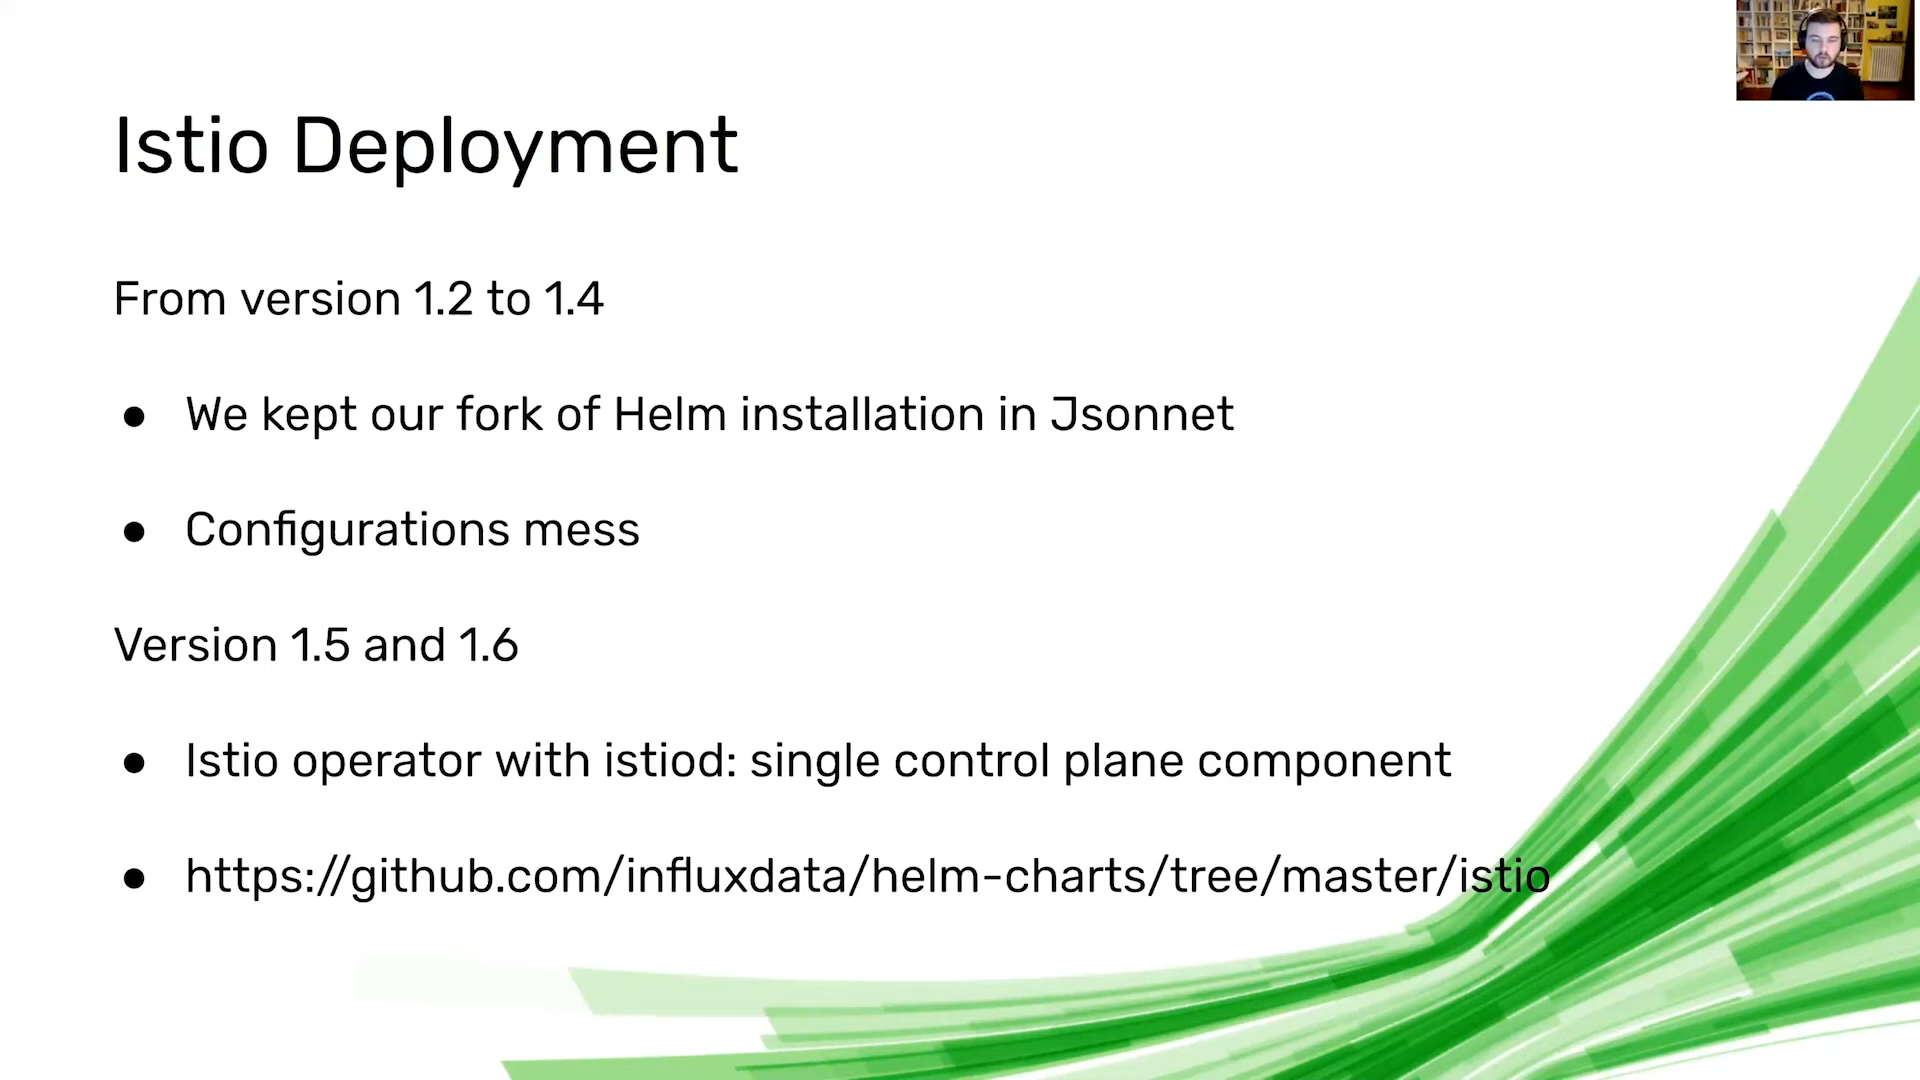 Istio Deployment
From version 1.2 to 1.4
● We kept our fork of Helm installation in Jsonnet
● Configurations mess
Version 1.5 and 1.6
● Istio operator with istiod: single control plane component
● https://github.com/influxdata/helm-charts/tree/master/istio